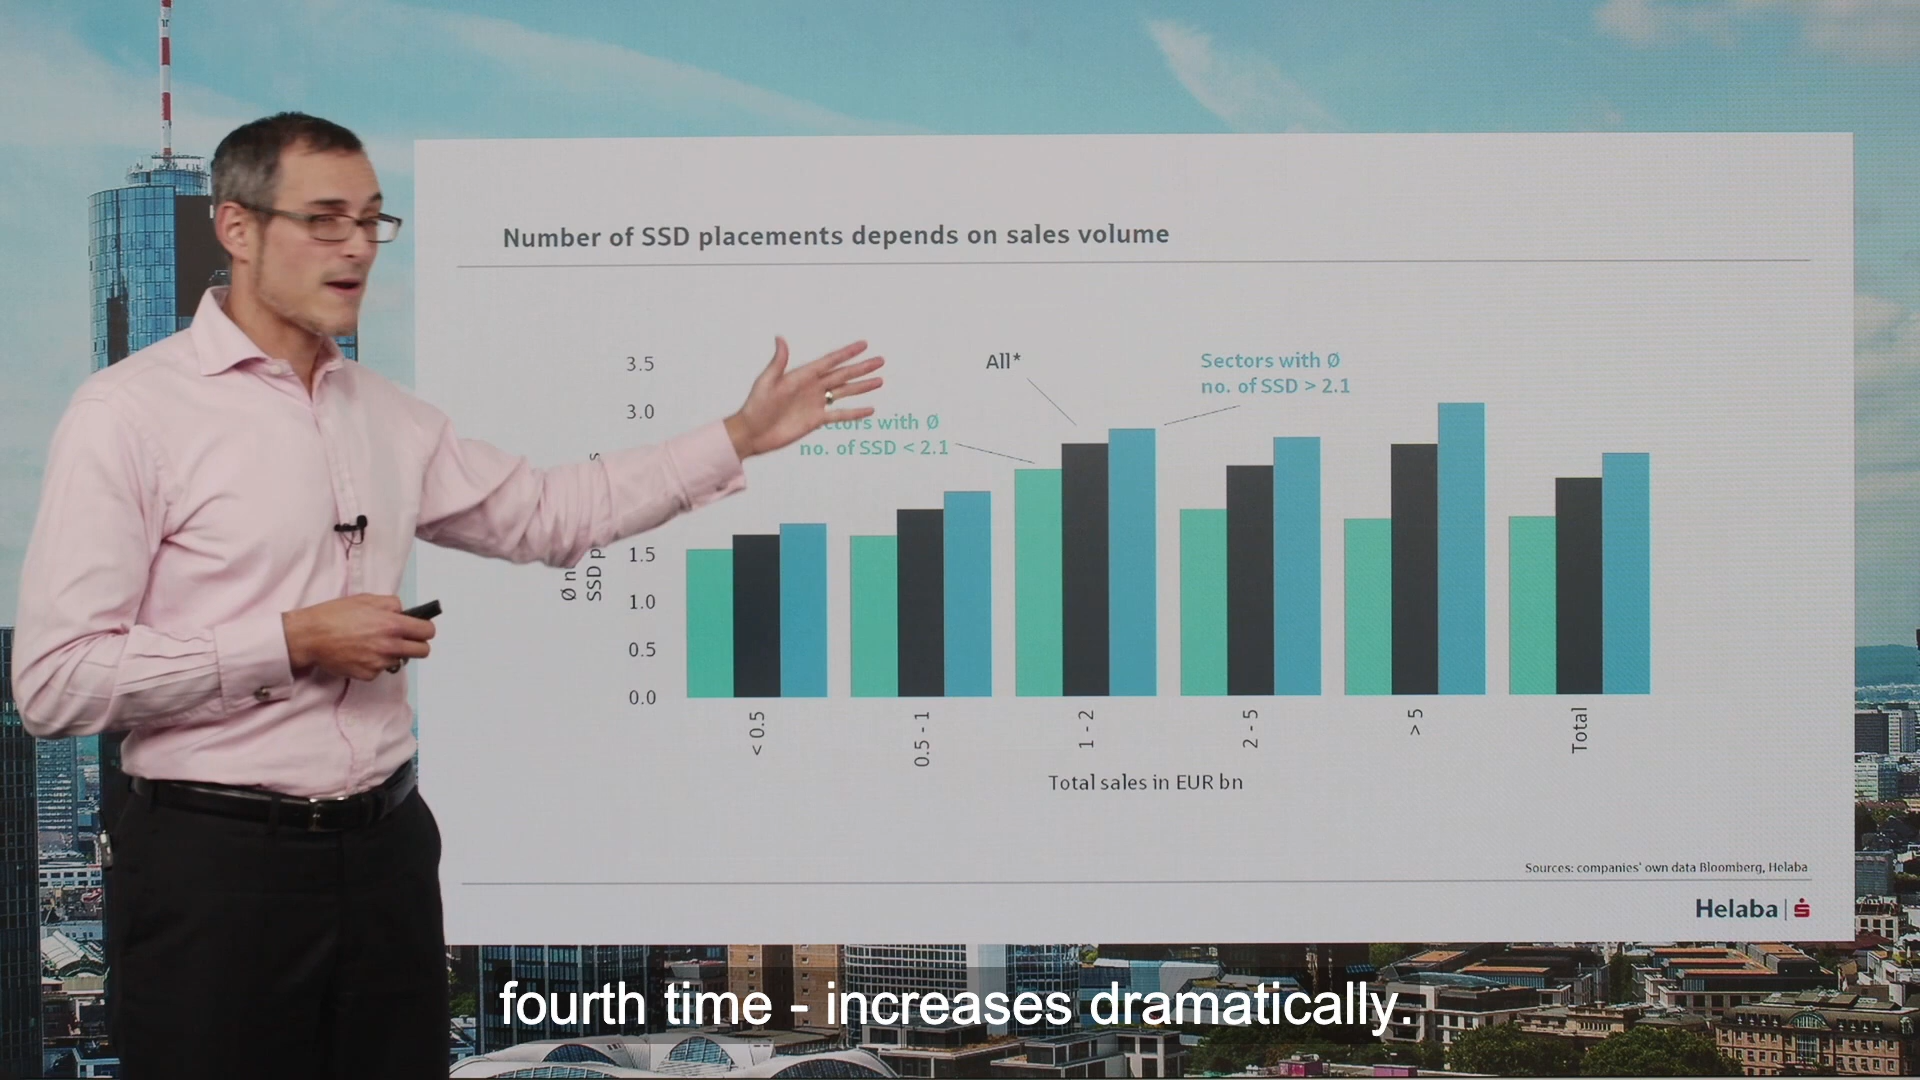 Number of SSD placements depends on sales volume
3.5
3.0
1.5
1.0
0.5
0.0
Ø
SSD
with Ø
no. of SSD < 2.1
All*
Sectors with Ø
no. of SSD > 2.1
< 0.5
0.5 - 1
1 - 2
2 - 5
> 5
Total
Total sales in EUR bn
Sources: companies' own data Bloomberg, Helaba
Helaba
fourth time - increases dramatically.